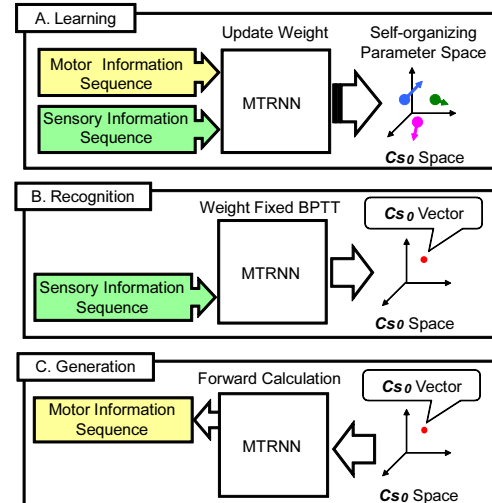 A. Learning
Update Weight
Self-organizing
Parameter Space
Motor Information
Sequence
MTRNN
Sensory Information
Sequence
Cs0 Space
B. Recognition
Weight Fixed BPTT
Cs0 Vector
MTRNN
Sensory Information
Sequence
Cs0 Space
C. Generation
Forward Calculation
Cs0 Vector
Motor Information
Sequence
MTRNN
Cs0 Space